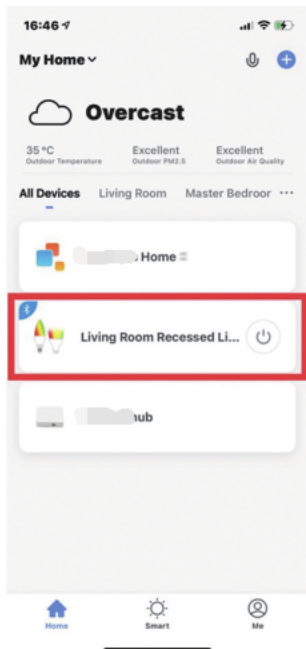 16:46
My Home
Overcast
35 °C
Outdoor Temperature
Excellent
Outdoor PM2.5
Excellent
Outdoor Air Quality
All Devices Living Room Master Bedroor ...
Home
Living Room Recessed Li...
hub
Home Smart Me